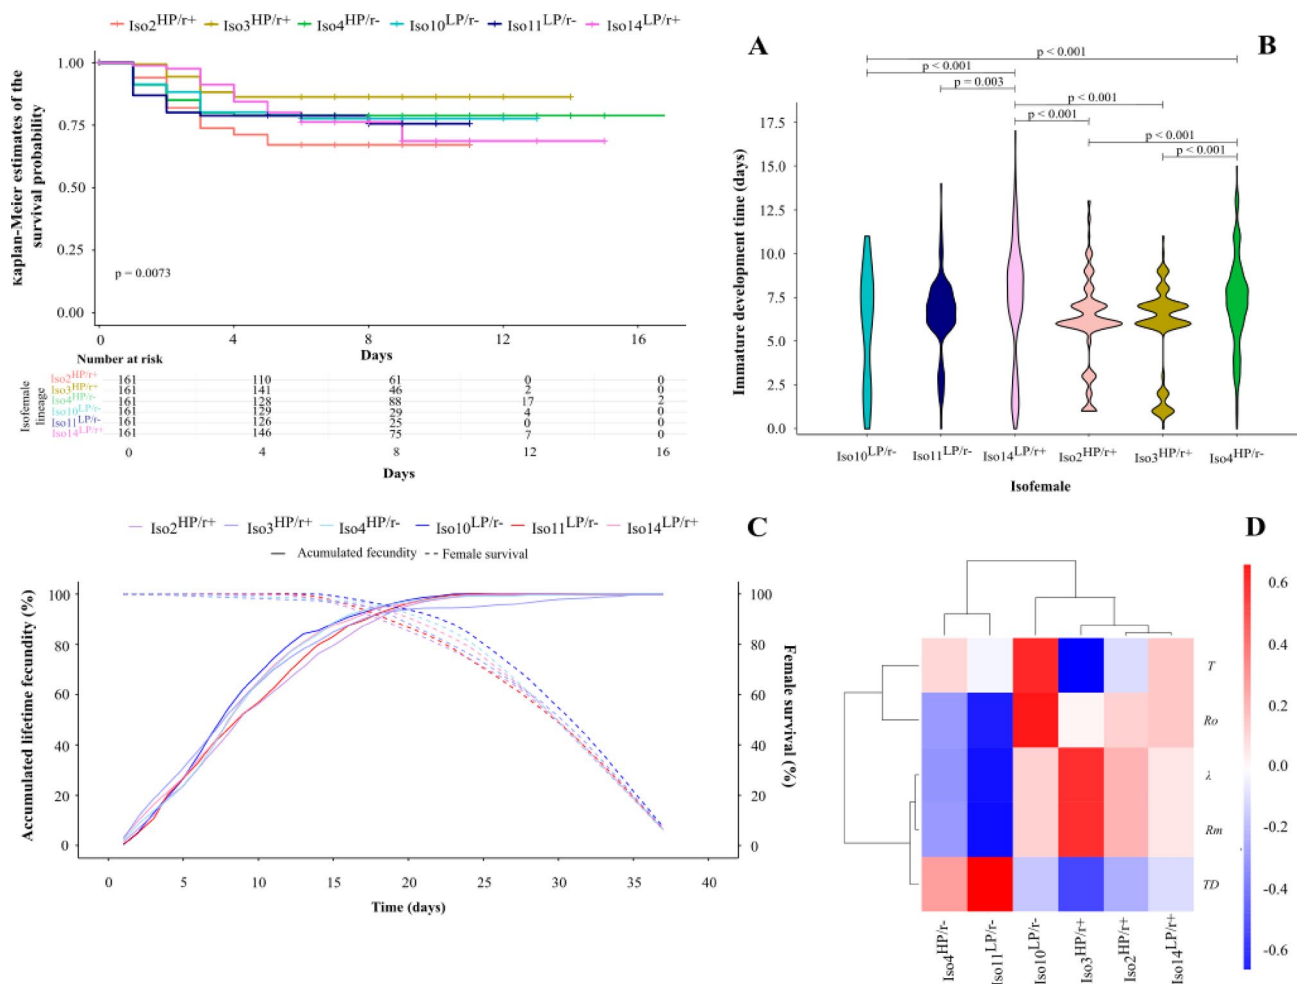 Iso2HP/r+ Iso3HP/r+ Iso4HP/r- Iso10LP/r- Iso11LP/r- Iso14LP/r+
A
Kaplan-Meier estimates of the
survival probability
1.00
0.75
0.50
0.25
0.00
p = 0.0073
0 4 8 12 16
Number at risk
Days
Isofemale
lineage
Iso2HP/r+ 161 110 61 0 0
Iso3HP/r+ 161 141 46 2 0
Iso4HP/r- 161 128 88 17 2
Iso10LP/r- 161 129 29 4 0
Iso11LP/r- 161 126 25 0 0
Iso14LP/r+ 161 146 75 7 0
0 4 8 12 16
Days
B
p < 0.001
p < 0.001
p = 0.003
p < 0.001
p < 0.001
p < 0.001
p < 0.001
Immature development time (days)
17.5
15.0
12.5
10.0
7.5
5.0
2.5
0.0
Iso10LP/r- Iso11LP/r- Iso14LP/r+ Iso2HP/r+ Iso3HP/r+ Iso4HP/r-
Isofemale
Iso2HP/r+ Iso3HP/r+ Iso4HP/r- Iso10LP/r- Iso11LP/r- Iso14LP/r+
Acumulated fecundity Female survival
C
Accumulated lifetime fecundity (%)
100
80
60
40
20
0
100
80
60
40
20
0
Female survival
(%)
0 5 10 15 20 25 30 35 40
Time (days)
D
T
Ro
λ
Rm
TD
Iso4HP/r- Iso11LP/r- Iso10LP/r- Iso3HP/r+ Iso2HP/r+ Iso14LP/r+
0.6
0.4
0.2
0.0
-0.2
-0.4
-0.6